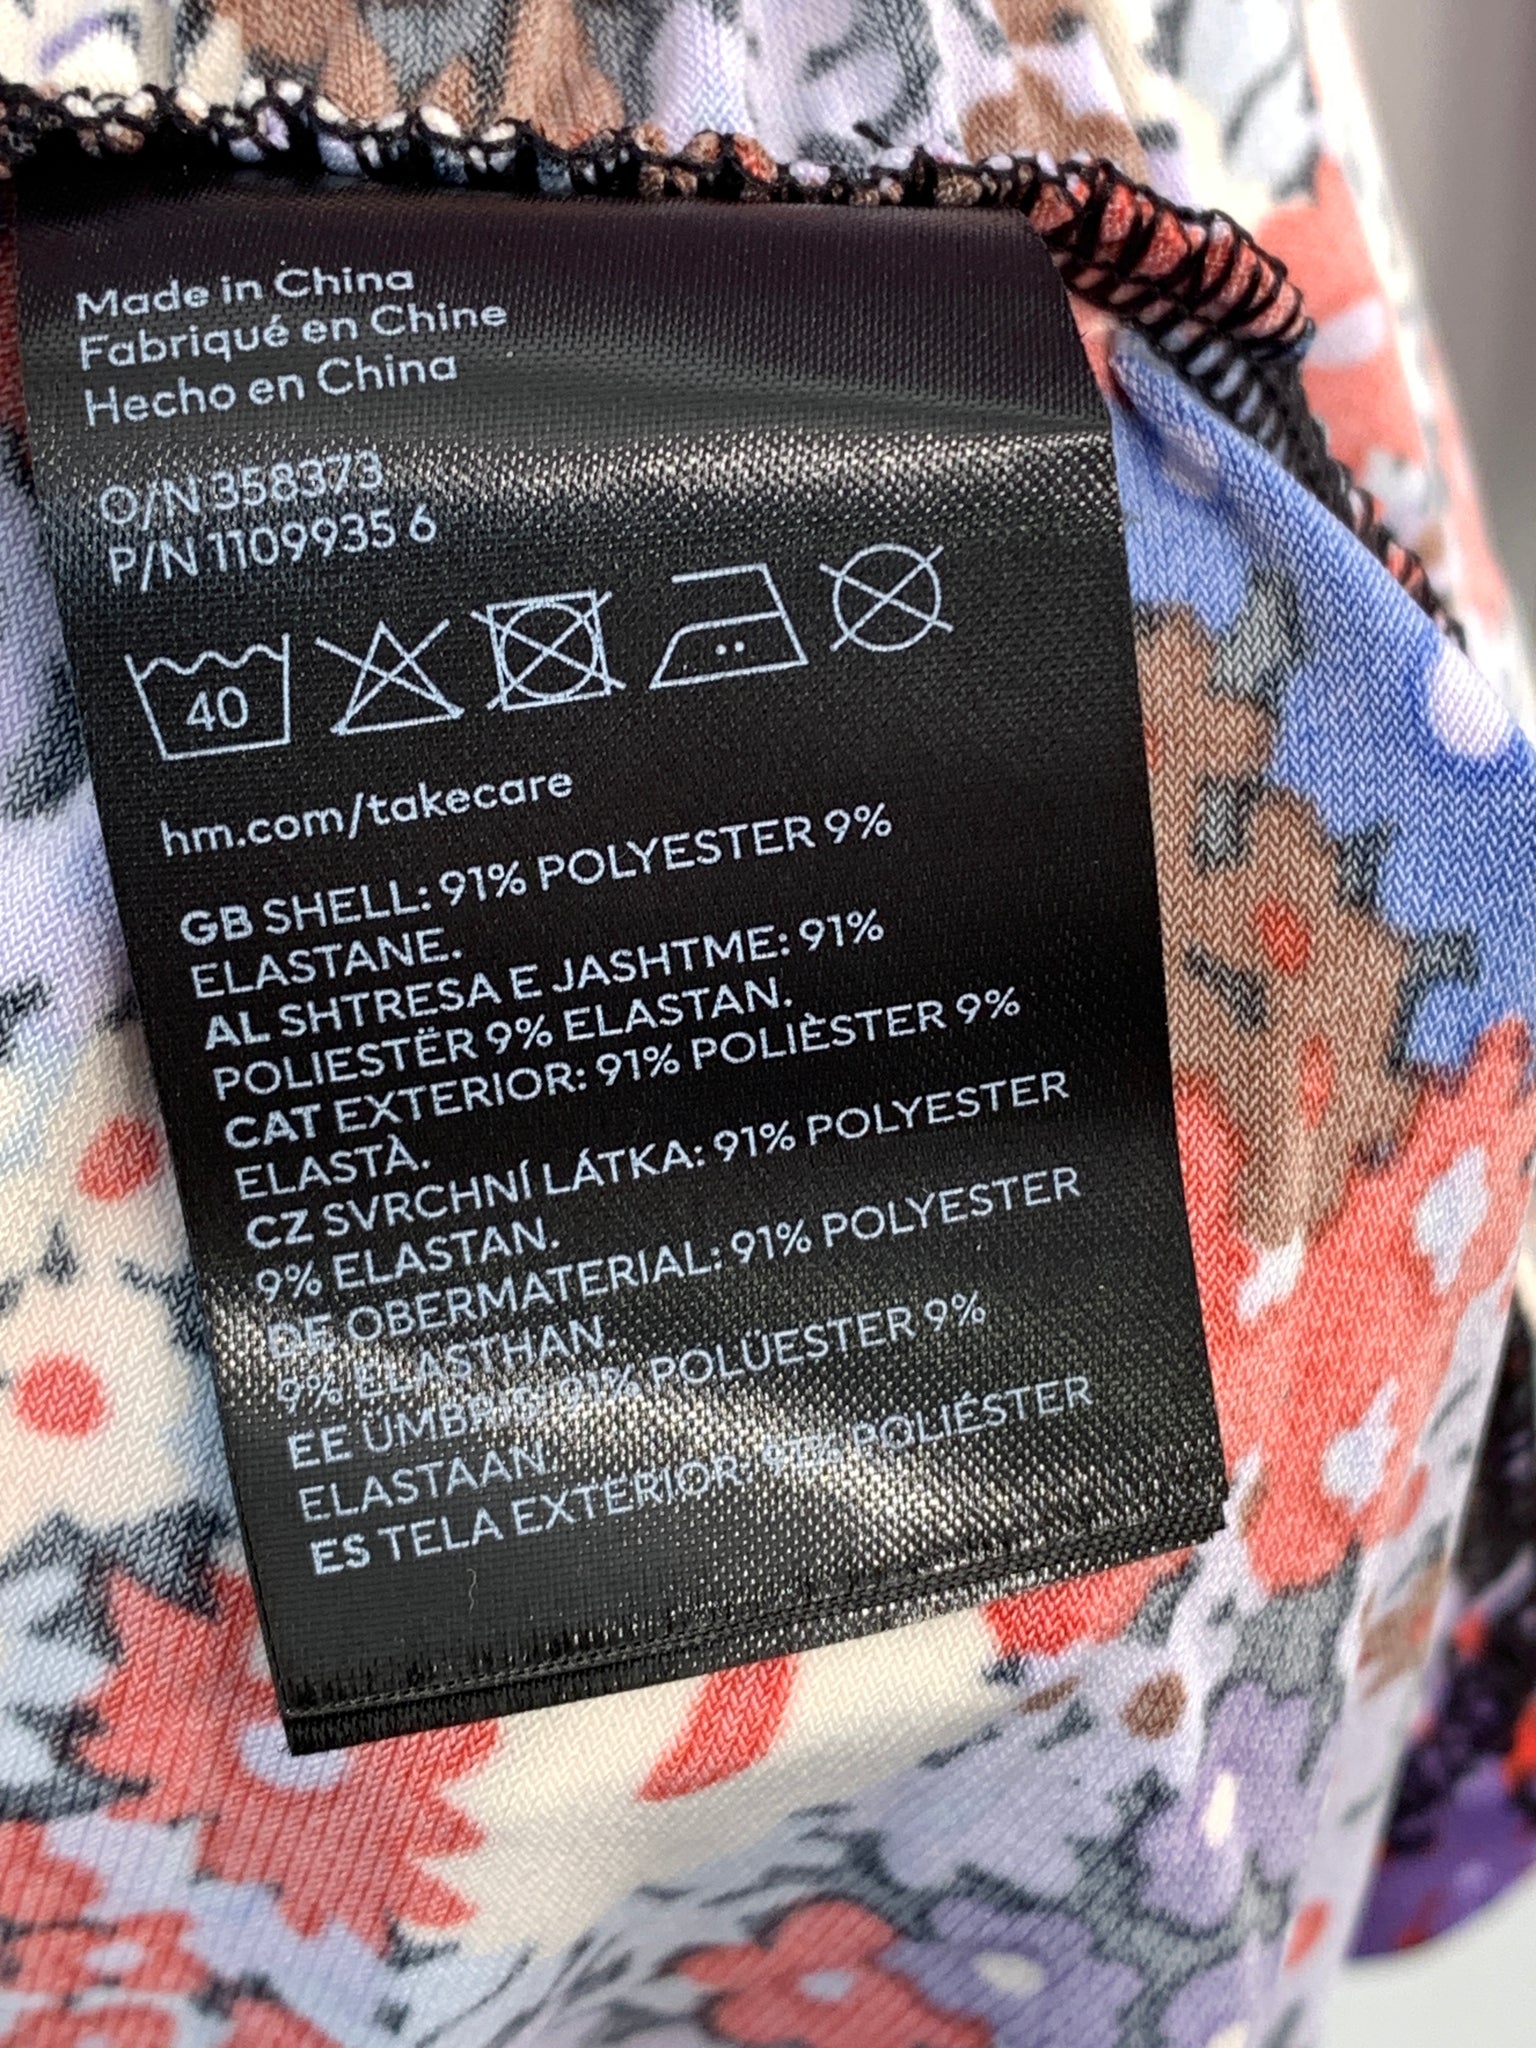 Made in China
Fabriqué en Chine
Hecho en China
O/N 358373
P/N 1109935 6
40
hm.com/takecare
GB SHELL: 91% POLYESTER 9%
ELASTANE.
AL SHTRESA E JASHTME: 91%
POLIESTËR 9% ELASTAN.
CAT EXTERIOR: 91% POLIÈSTER 9%
ELASTÀ.
CZ SVRCHNÍ LÁTKA: 91% POLYESTER
9% ELASTAN.
DE OBERMATERIAL: 91% POLYESTER
9% ELASTHAN.
EE ÜMBRIS: 91% POLÜESTER 9%
ELASTAAN.
ES TELA EXTERIOR: 91% POLIÉSTER